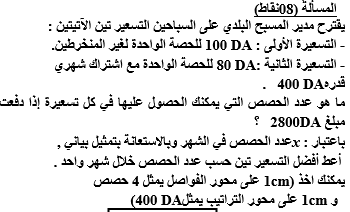 المسألة (08نقاط)
يقترح مدير المسبح البلدي على السباحين التسعير تين الآتيتين :
- التسعيرة الأولى : 100 DA للحصة الواحدة لغير المنخرطين.
- التسعيرة الثانية :80 DA للحصة الواحدة مع اشتراك شهري
قدره400 DA .
ما هو عدد الحصص التي يمكنك الحصول عليها في كل تسعيرة إذا دفعت
مبلغ 2800DA ؟
باعتبار : xعدد الحصص في الشهر وبالاستعانة بتمثيل بياني ,
أعط أفضل التسعير تين حسب عدد الحصص خلال شهر واحد .
يمكنك اخذ (1cm على محور الفواصل يمثل 4 حصص
و 1cm على محور التراتيب يمثل400 DA)